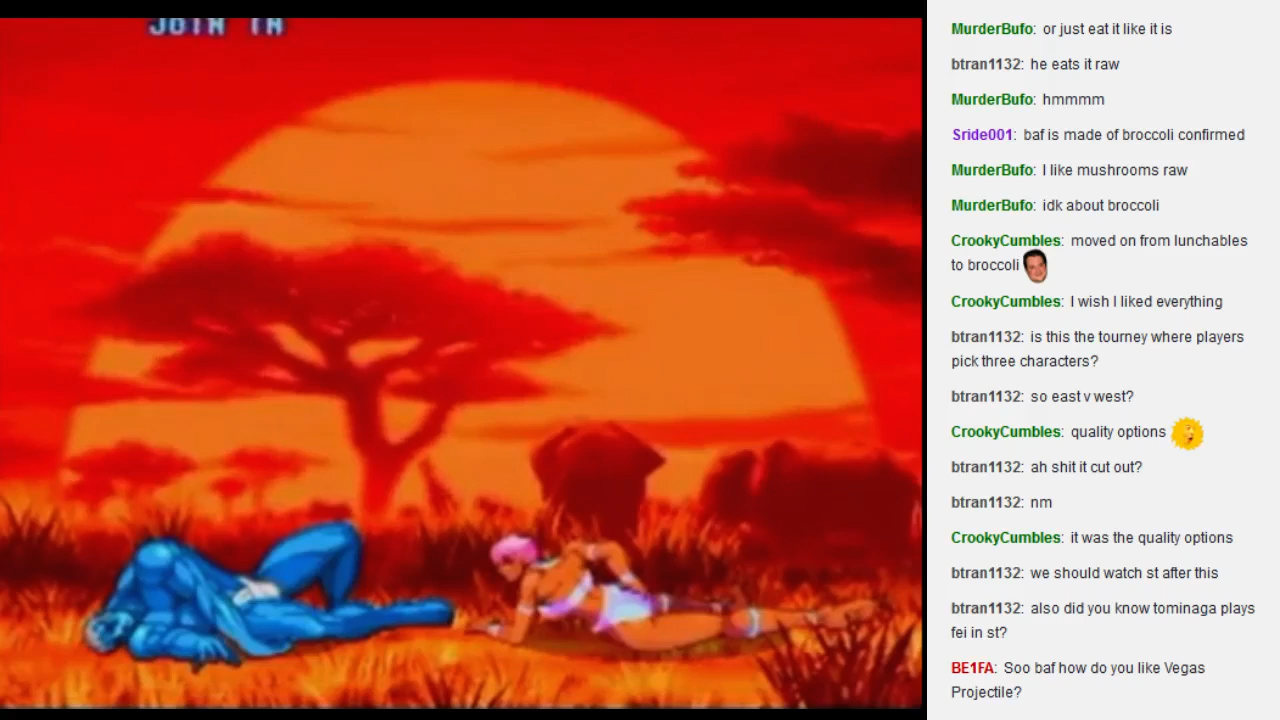 JOIN IN
MurderBufo: or just eat it like it is
btran1132: he eats it raw
MurderBufo: hmmmm
Sride001: baf is made of broccoli confirmed
MurderBufo: I like mushrooms raw
MurderBufo: idk about broccoli
CrookyCumbles: moved on from lunchables
to broccoli
CrookyCumbles: I wish I liked everything
btran1132: is this the tourney where players
pick three characters?
btran1132: so east v west?
CrookyCumbles: quality options
btran1132: ah shit it cut out?
btran1132: nm
CrookyCumbles: it was the quality options
btran1132: we should watch st after this
btran1132: also did you know tominaga plays
fei in st?
BE1FA: Soo baf how do you like Vegas
Projectile?